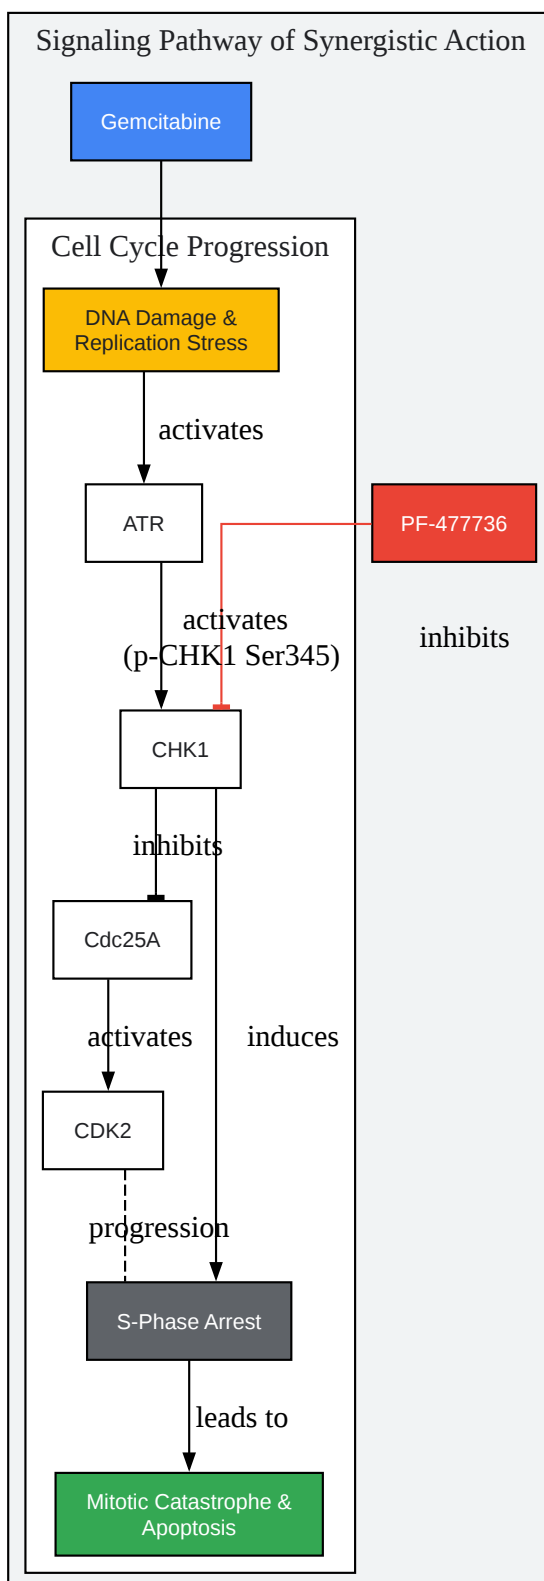 Signaling Pathway of Synergistic Action
Gemcitabine
Cell Cycle Progression
DNA Damage &
Replication Stress
activates
ATR
PF-477736
activates
(p-CHK1 Ser345)
inhibits
CHK1
inhibits
Cdc25A
activates
induces
CDK2
progression
S-Phase Arrest
leads to
Mitotic Catastrophe &
Apoptosis